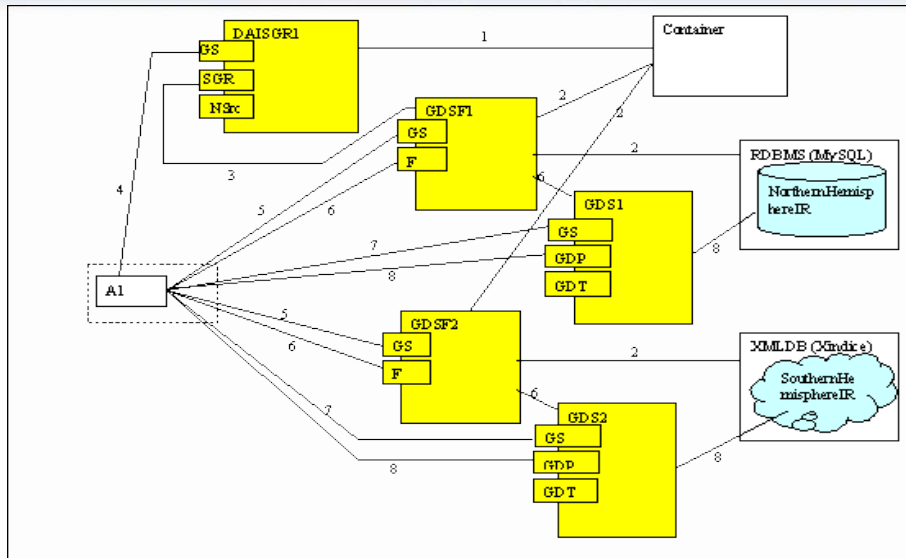 DAISGR1
GS
SGR
NSrc
1
Container
2
2
GDSF1
GS
F
3
4
5
6
2
6
RDBMS (MySQL)
NorthernHemisp
hereIR
GDS1
GS
GDP
GDT
7
8
8
A1
5
6
GDSF2
GS
F
2
6
XMLDB (Xindice)
SouthernHe
misphereIR
7
8
GDS2
GS
GDP
GDT
8